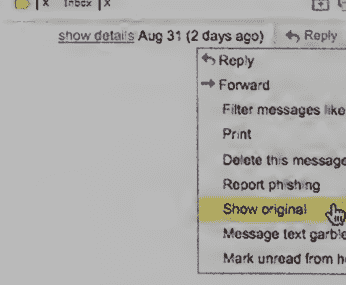 x Inbox x
show details Aug 31 (2 days ago) Reply
Reply
Forward
Filter messages like
Print
Delete this message
Report phishing
Show original
Message text garble
Mark unread from he